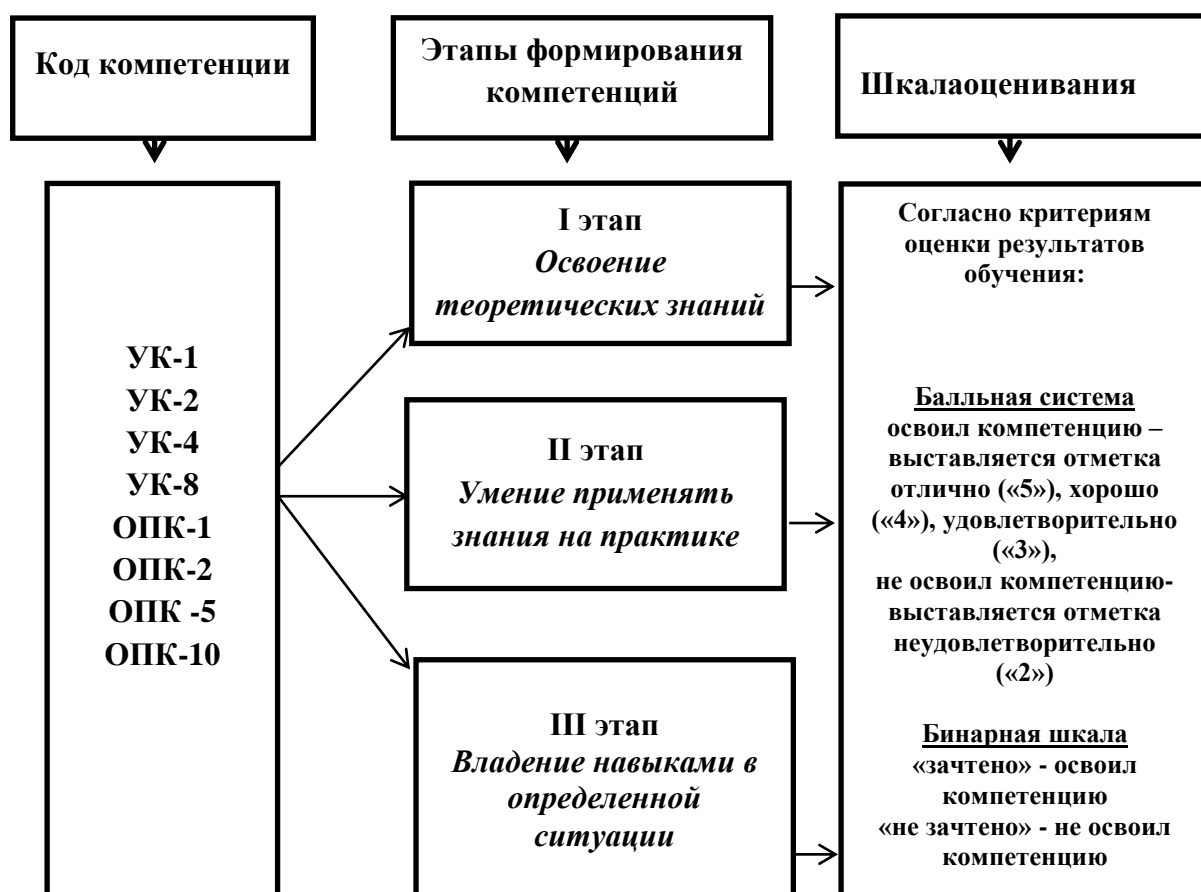 Код компетенции
Этапы формирования
компетенций
Шкалаоценивания
УК-1
УК-2
УК-4
УК-8
ОПК-1
ОПК-2
ОПК -5
ОПК-10
I этап
Освоение
теоретических знаний
II этап
Умение применять
знания на практике
III этап
Владение навыками в
определенной
ситуации
Согласно критериям
оценки результатов
обучения:
Балльная система
освоил компетенцию –
выставляется отметка
отлично («5»), хорошо
(«4»), удовлетворительно
(«3»),
не освоил компетенцию-
выставляется отметка
неудовлетворительно
(«2»)
Бинарная шкала
«зачтено» - освоил
компетенцию
«не зачтено» - не освоил
компетенцию